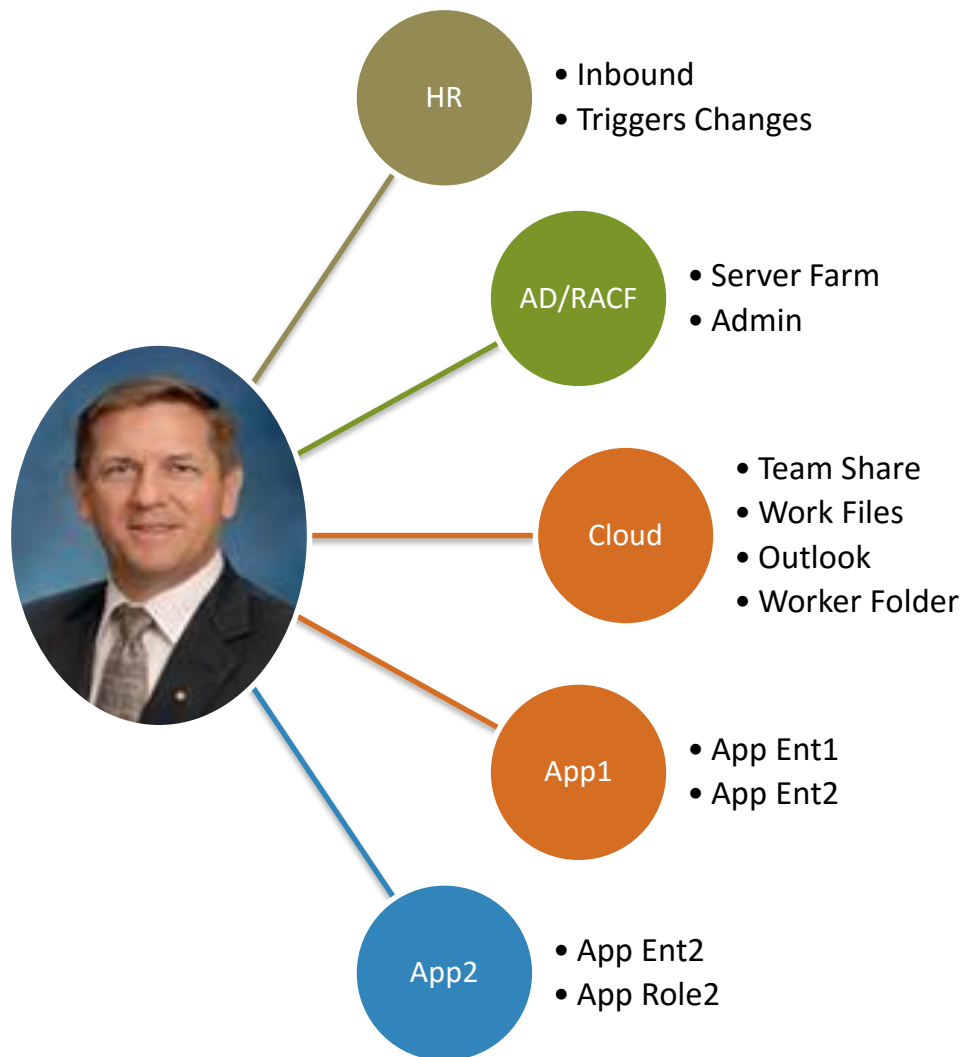 HR
• Inbound
• Triggers Changes
AD/RACF
• Server Farm
• Admin
Cloud
• Team Share
• Work Files
• Outlook
• Worker Folder
App1
• App Ent1
• App Ent2
App2
• App Ent2
• App Role2